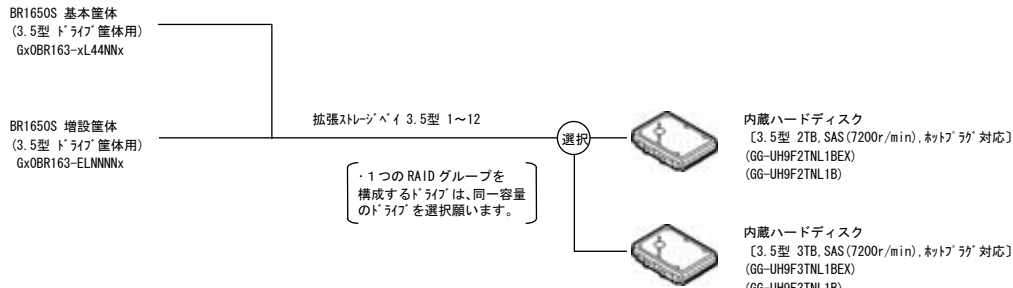 BR1650S 基本筐体
(3.5型 ﾄﾞﾗｲﾌﾞ筐体用)
GxOBR163-xL44NNx
BR1650S 増設筐体
(3.5型 ﾄﾞﾗｲﾌﾞ筐体用)
GxOBR163-ELNNNNx
拡張ｽﾄﾚｰｼﾞﾍﾞｲ 3.5型 1～12
・１つの RAID グループを
構成するﾄﾞﾗｲﾌﾞは、同一容量
のﾄﾞﾗｲﾌﾞを選択願います。
選択
内蔵ハードディスク
〔3.5型 2TB,SAS(7200r/min),ﾎｯﾄﾌﾟﾗｸﾞ対応〕
(GG-UH9F2TNL1BEX)
(GG-UH9F2TNL1B)
内蔵ハードディスク
〔3.5型 3TB,SAS(7200r/min),ﾎｯﾄﾌﾟﾗｸﾞ対応〕
(GG-UH9F3TNL1BEX)
(GG-UH9F3TNL1B)